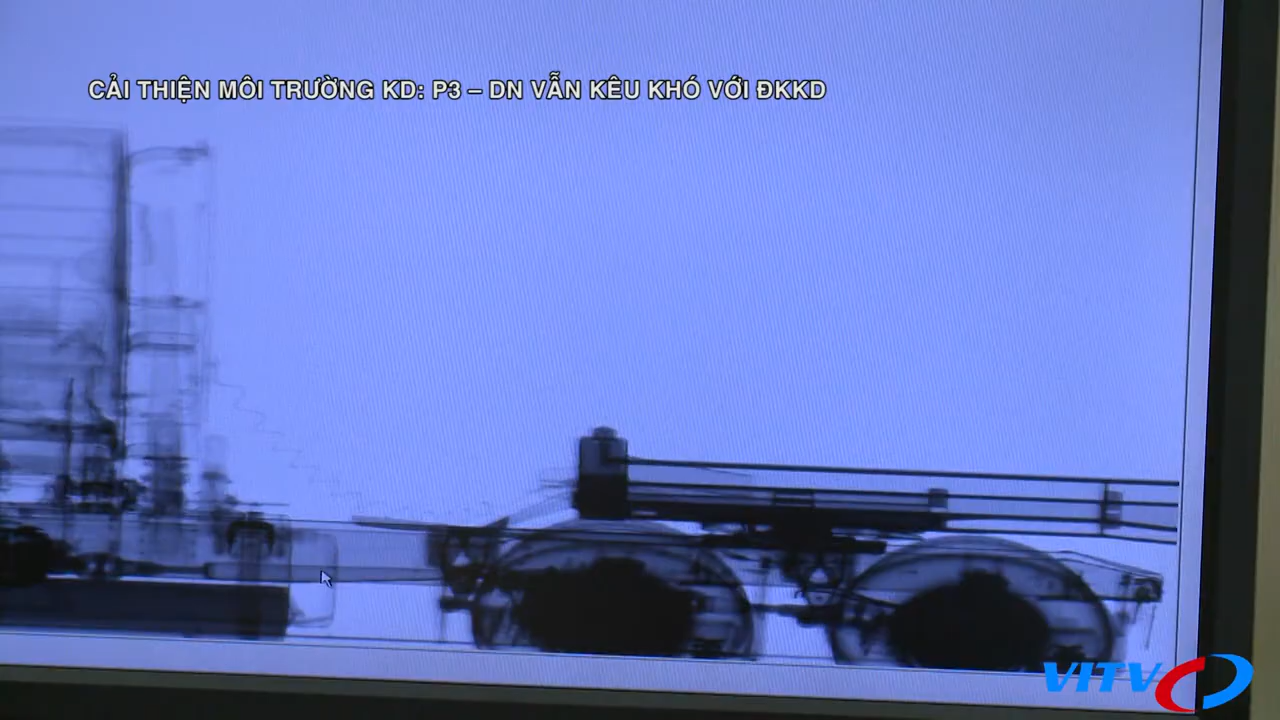 CẢI THIỆN MÔI TRƯỜNG KD: P3 – DN VẪN KÊU KHÓ VỚI ĐKKD
VITV